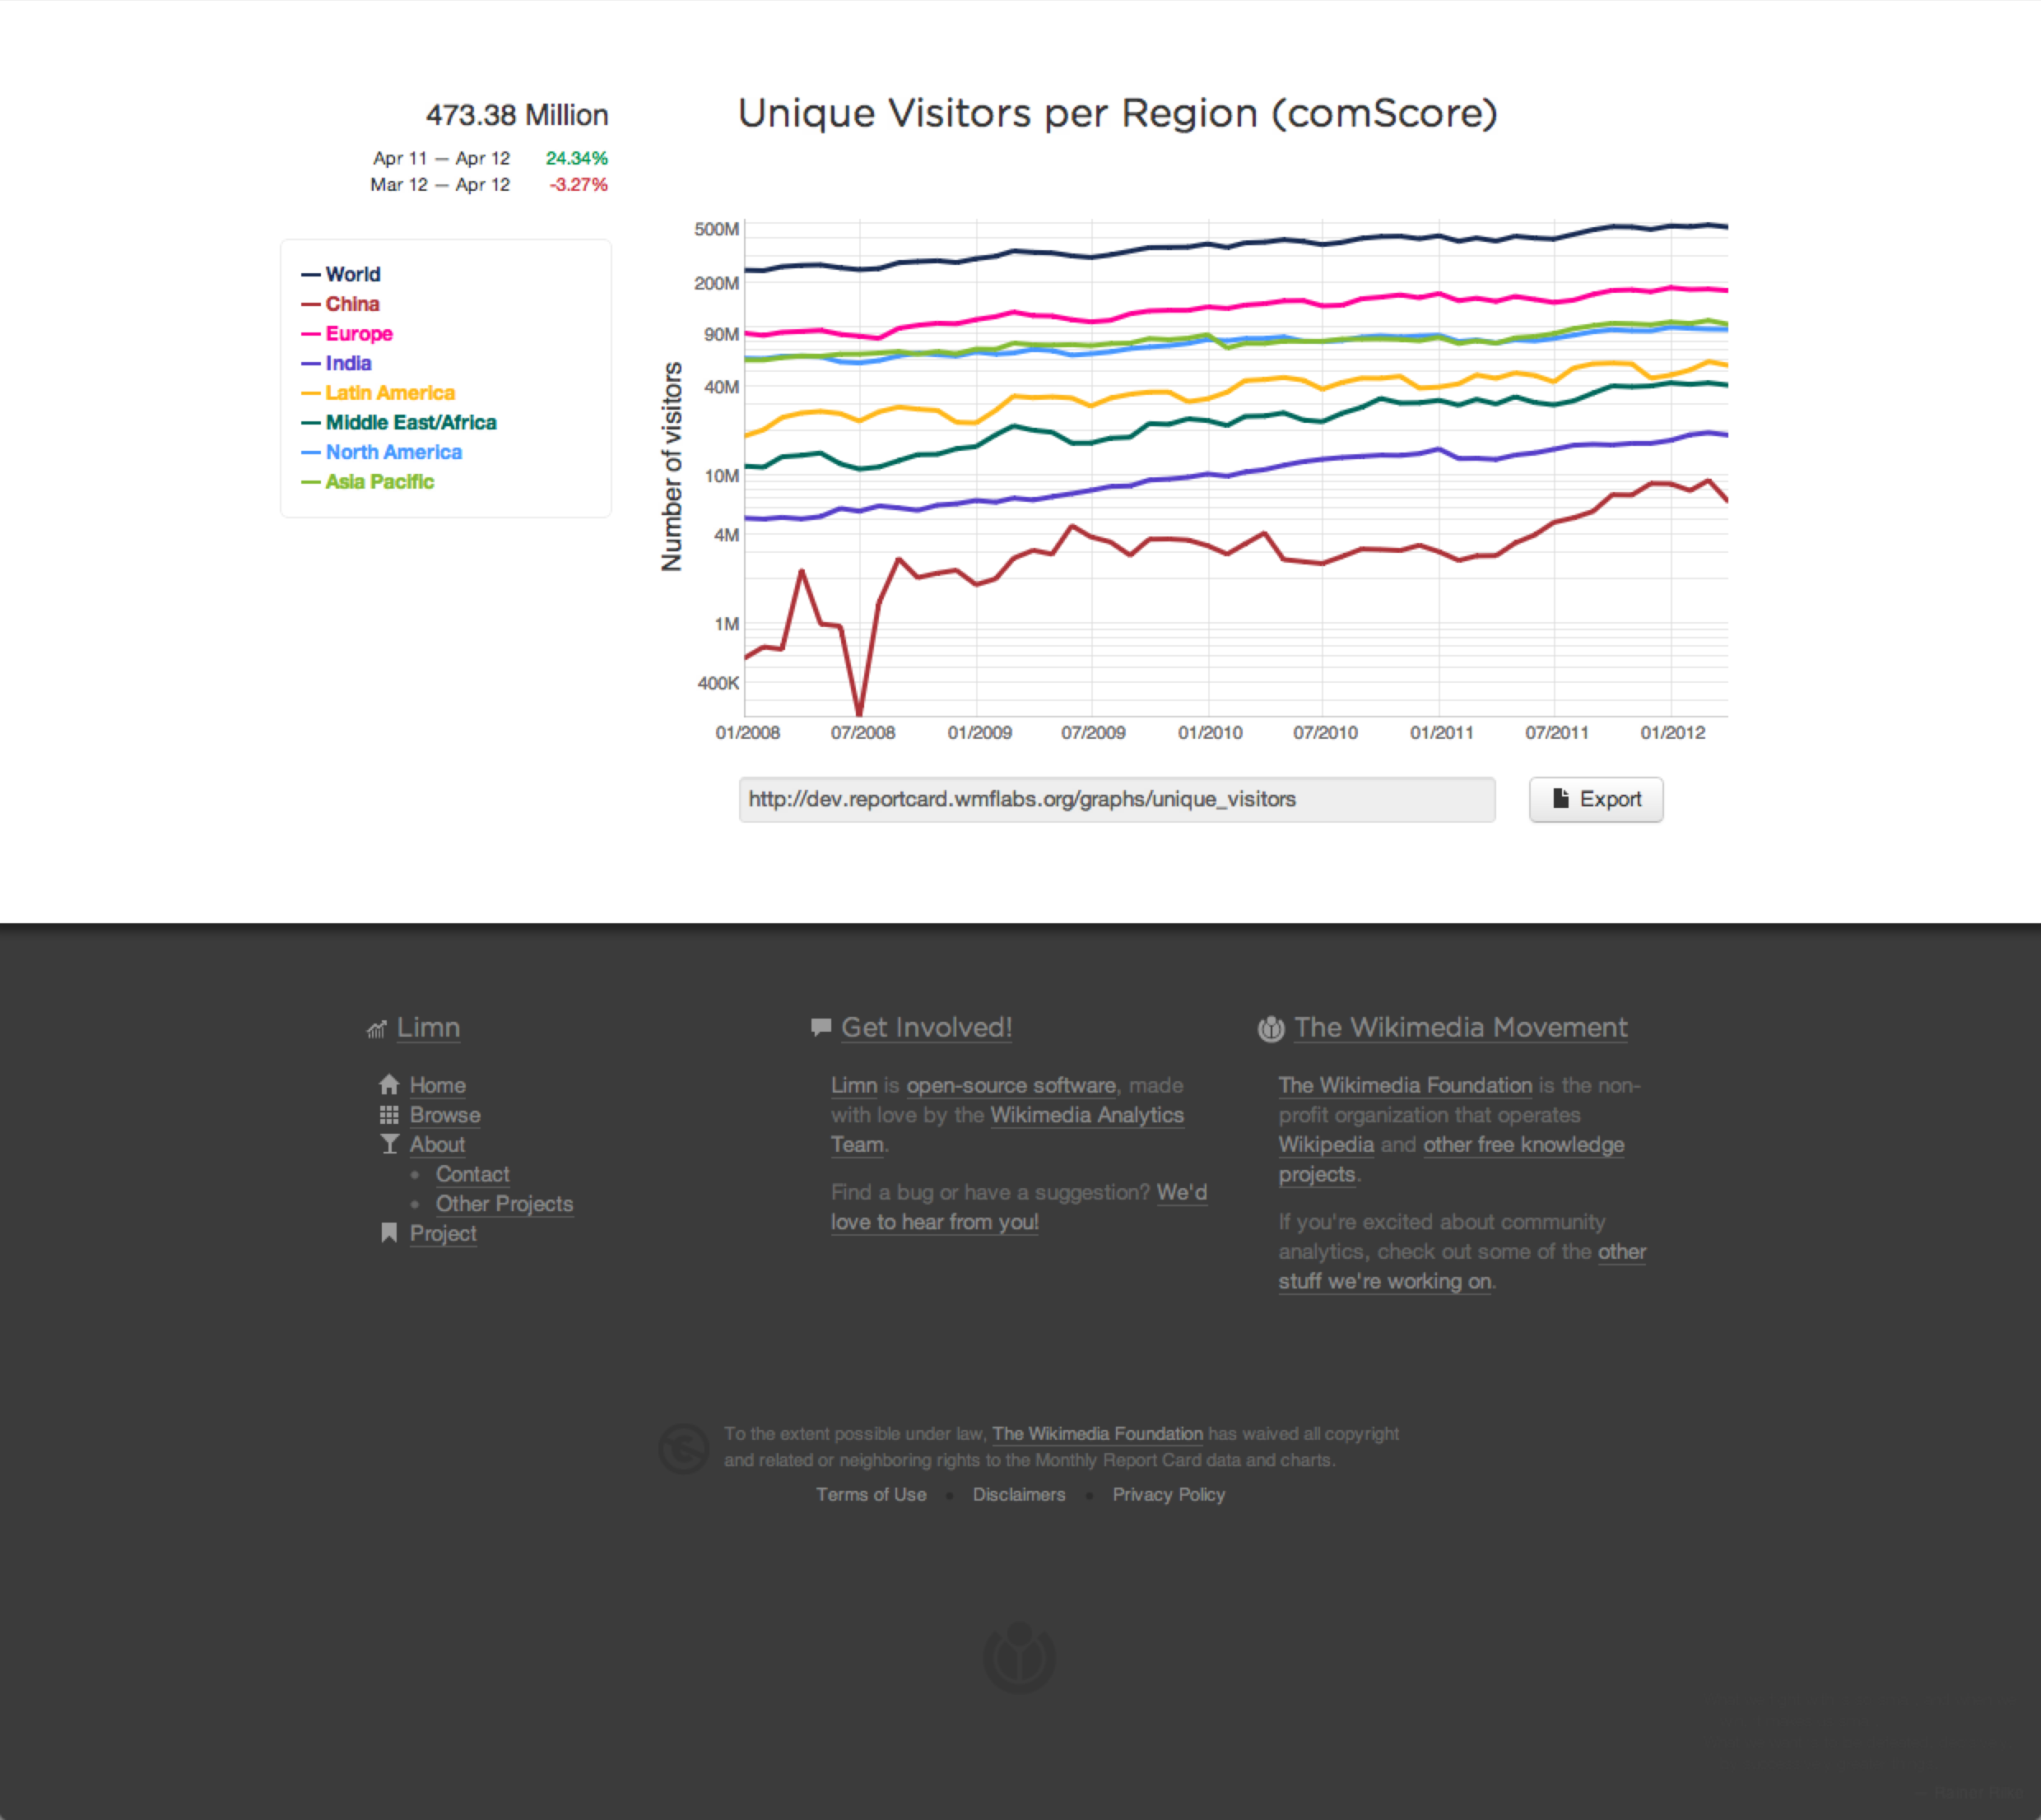 473.38 Million
Apr 11 — Apr 12 24.34%
Mar 12 — Apr 12 -3.27%
World
China
Europe
India
Latin America
Middle East/Africa
North America
Asia Pacific
Unique Visitors per Region (comScore)
Number of visitors
500M
200M
90M
40M
10M
4M
1M
400K
01/2008 07/2008 01/2009 07/2009 01/2010 07/2010 01/2011 07/2011 01/2012
http://dev.reportcard.wmflabs.org/graphs/unique_visitors
Export
Limn
Home
Browse
About
Contact
Other Projects
Project
Get Involved!
Limn is open-source software, made
with love by the Wikimedia Analytics
Team.
Find a bug or have a suggestion? We'd
love to hear from you!
The Wikimedia Movement
The Wikimedia Foundation is the non-
profit organization that operates
Wikipedia and other free knowledge
projects.
If you're excited about community
analytics, check out some of the other
stuff we're working on.
To the extent possible under law, The Wikimedia Foundation has waived all copyright
and related or neighboring rights to the Monthly Report Card data and charts.
Terms of Use • Disclaimers • Privacy Policy